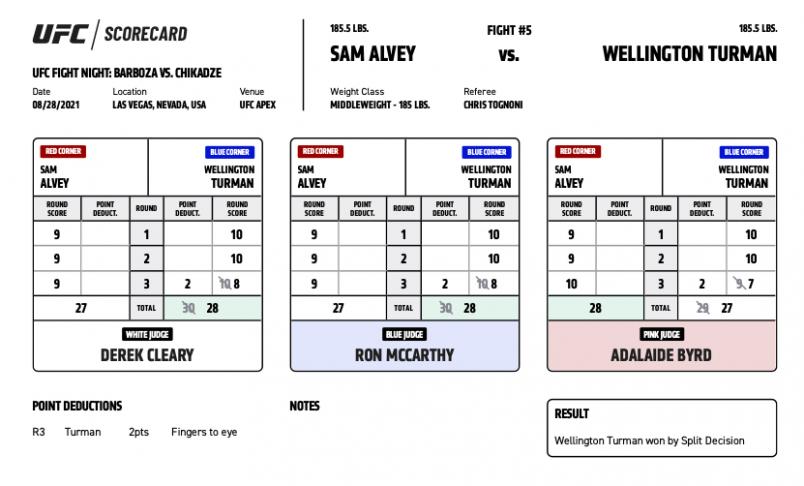 UFC / SCORECARD
UFC FIGHT NIGHT: BARBOZA VS. CHIKADZE
Date Location Venue
08/28/2021 LAS VEGAS, NEVADA, USA UFC APEX
185.5 LBS. FIGHT #5 185.5 LBS.
SAM ALVEY VS. WELLINGTON TURMAN
Weight Class Referee
MIDDLEWEIGHT - 185 LBS. CHRIS TOGNONI
RED CORNER BLUE CORNER
SAM ALVEY WELLINGTON TURMAN
ROUND SCORE POINT DEDUCT. ROUND POINT DEDUCT. ROUND SCORE
9 1 10
9 2 10
9 3 2 10 8
27 TOTAL 30 28
WHITE JUDGE
DEREK CLEARY
RED CORNER BLUE CORNER
SAM ALVEY WELLINGTON TURMAN
ROUND SCORE POINT DEDUCT. ROUND POINT DEDUCT. ROUND SCORE
9 1 10
9 2 10
9 3 2 10 8
27 TOTAL 30 28
BLUE JUDGE
RON MCCARTHY
RED CORNER BLUE CORNER
SAM ALVEY WELLINGTON TURMAN
ROUND SCORE POINT DEDUCT. ROUND POINT DEDUCT. ROUND SCORE
9 1 10
9 2 10
10 3 2 9 7
28 TOTAL 29 27
PINK JUDGE
ADALAIDE BYRD
POINT DEDUCTIONS
R3 Turman 2pts Fingers to eye
NOTES
RESULT
Wellington Turman won by Split Decision